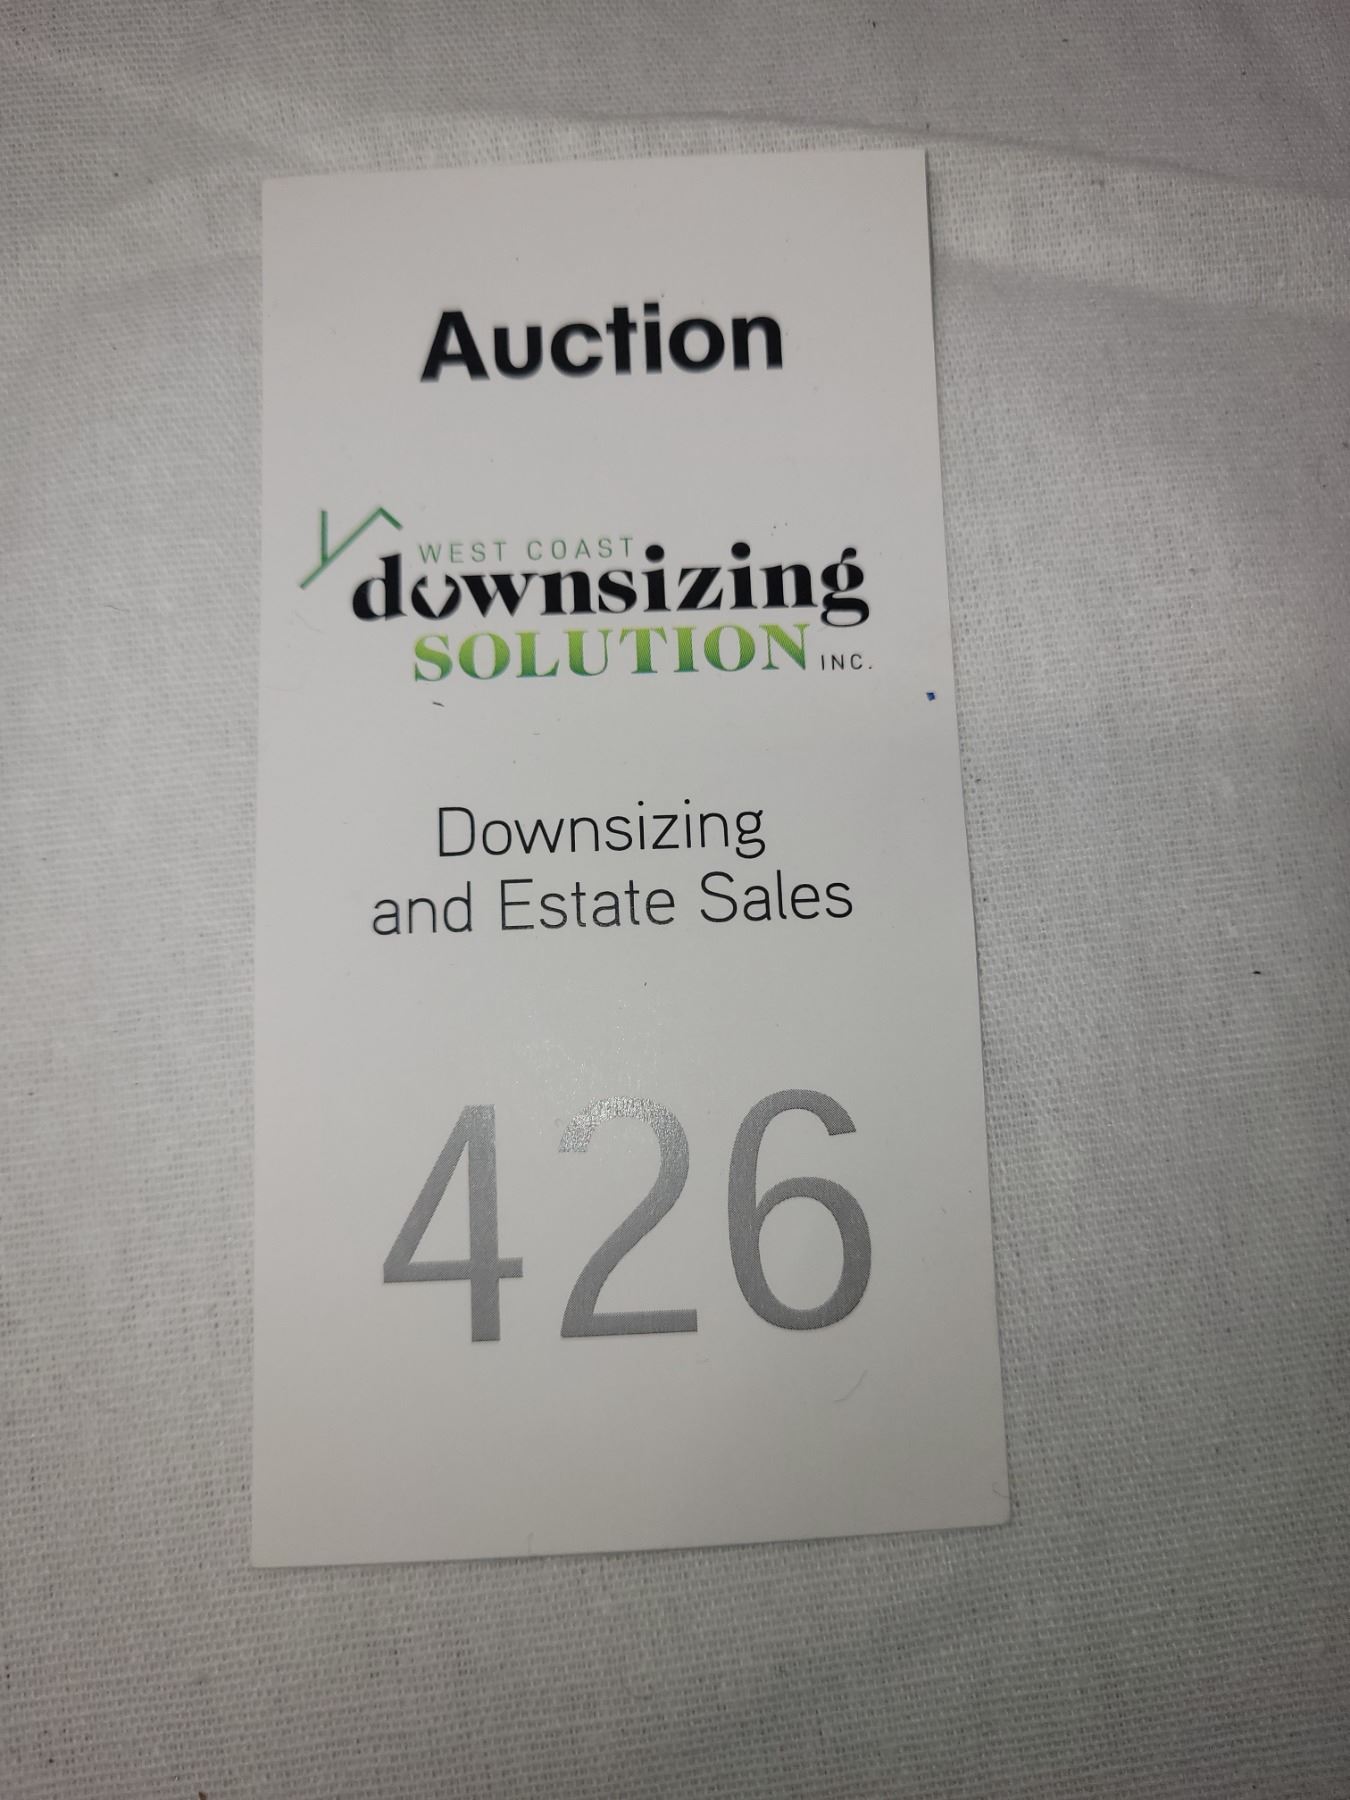 Auction
WEST COAST
downsizing
SOLUTION INC.
Downsizing
and Estate Sales
426